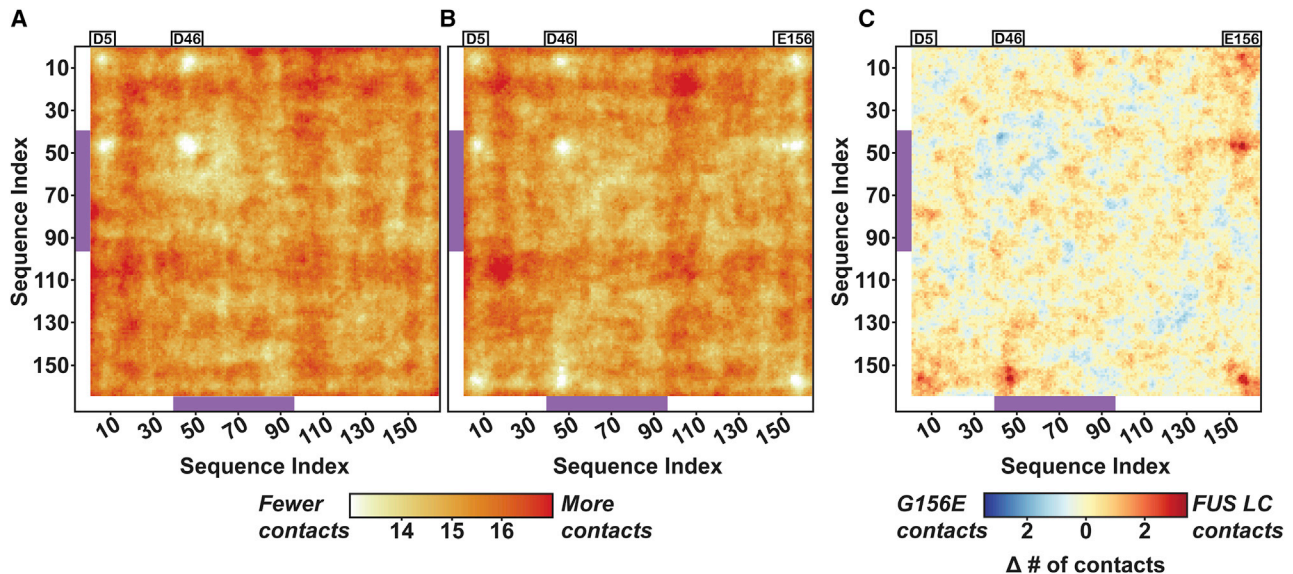 A
B
C
D5
D46
D5
D46
E156
D5
D46
E156
Sequence Index
10
30
50
70
90
110
130
150
Sequence Index
10
30
50
70
90
110
130
150
Sequence Index
10
30
50
70
90
110
130
150
10
30
50
70
90
110
130
150
10
30
50
70
90
110
130
150
10
30
50
70
90
110
130
150
Sequence Index
Sequence Index
Sequence Index
Fewer
contacts
14
15
16
More
contacts
G156E
contacts
2
0
2
FUS LC
contacts
Δ # of contacts